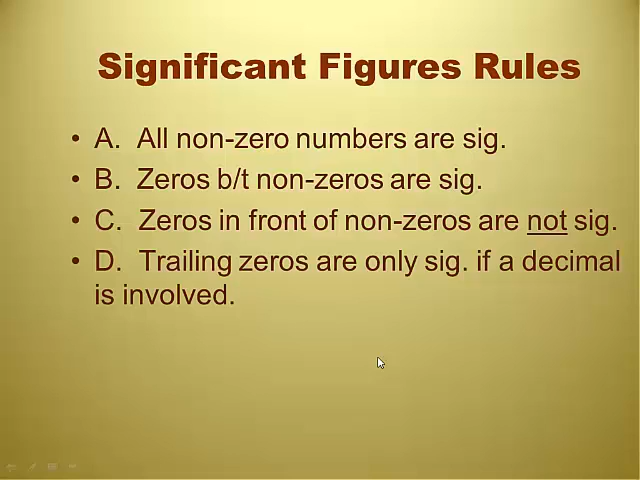 Significant Figures Rules
• A. All non-zero numbers are sig.
• B. Zeros b/t non-zeros are sig.
• C. Zeros in front of non-zeros are not sig.
• D. Trailing zeros are only sig. if a decimal
is involved.